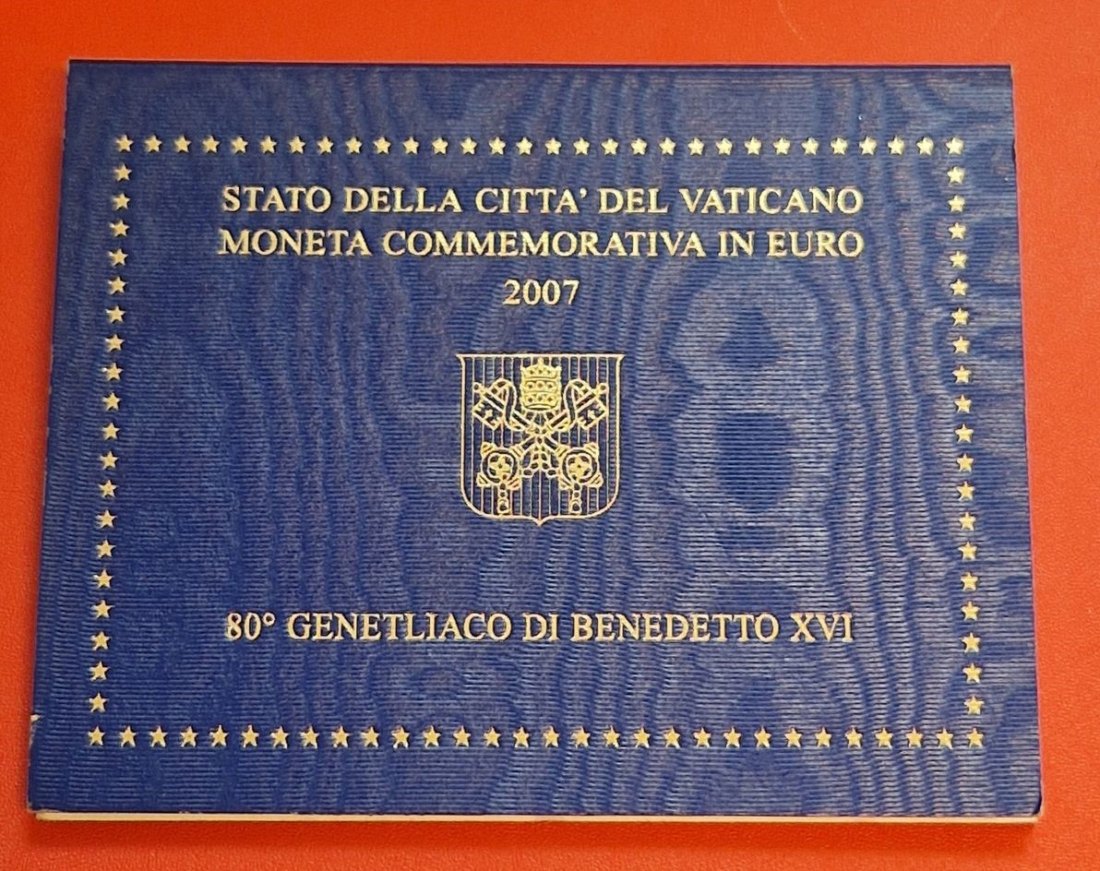 STATO DELLA CITTA' DEL VATICANO
MONETA COMMEMORATIVA IN EURO
2007
80° GENETLIACO DI BENEDETTO XVI